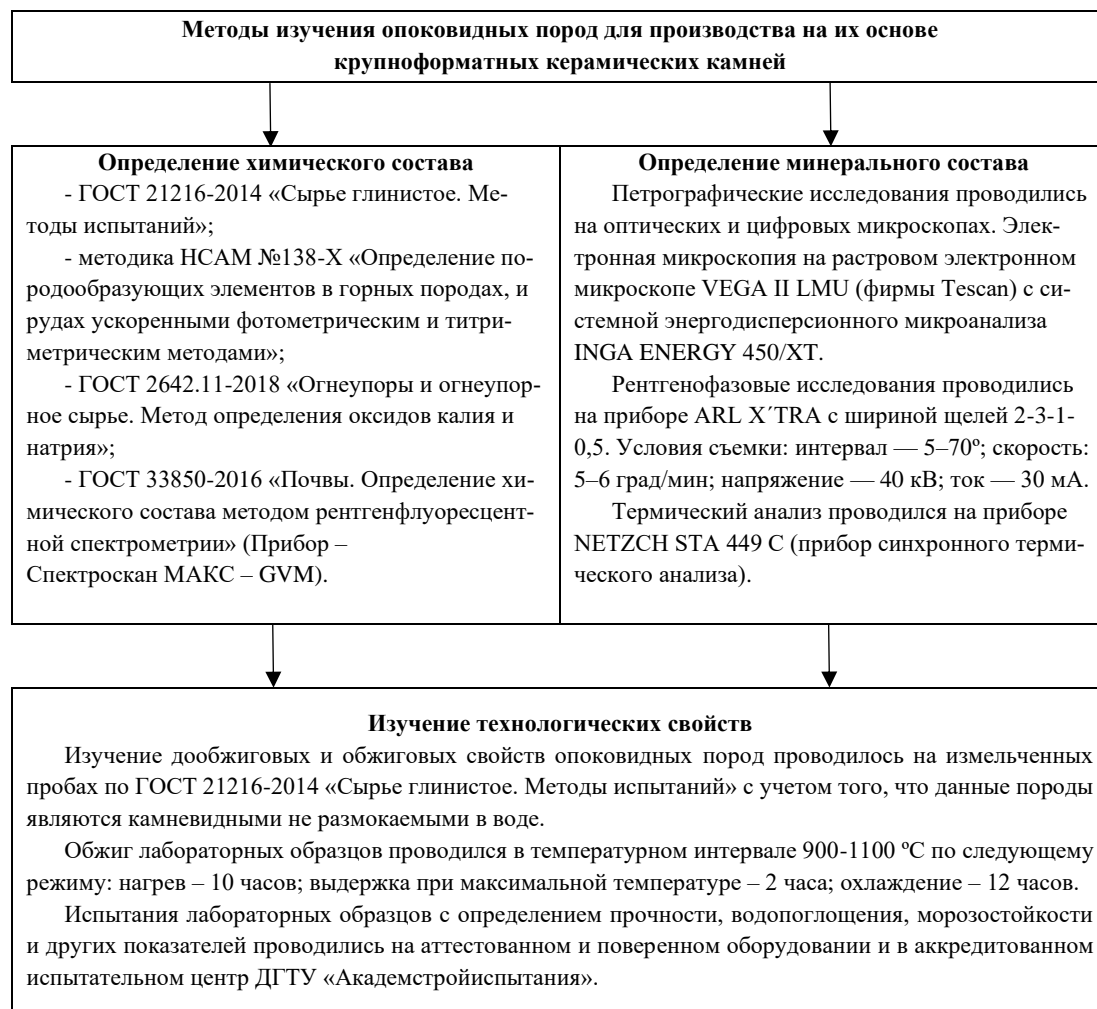 Методы изучения опоковидных пород для производства на их основе
крупноформатных керамических камней
Определение химического состава
- ГОСТ 21216-2014 «Сырье глинистое. Ме-
тоды испытаний»;
- методика НСАМ №138-Х «Определение по-
родообразующих элементов в горных породах, и
рудах ускоренными фотометрическим и титри-
метрическим методами»;
- ГОСТ 2642.11-2018 «Огнеупоры и огнеупор-
ное сырье. Метод определения оксидов калия и
натрия»;
- ГОСТ 33850-2016 «Почвы. Определение хи-
мического состава методом рентгенфлуоресцент-
ной спектрометрии» (Прибор –
Спектроскан МАКС – GVM).
Определение минерального состава
Петрографические исследования проводились
на оптических и цифровых микроскопах. Элек-
тронная микроскопия на растровом электронном
микроскопе VEGA II LMU (фирмы Tescan) с си-
стемной энергодисперсионного микроанализа
INGA ENERGY 450/XT.
Рентгенофазовые исследования проводились
на приборе ARL X´TRA с шириной щелей 2-3-1-
0,5. Условия съемки: интервал — 5–70º; скорость:
5–6 град/мин; напряжение — 40 кВ; ток — 30 мА.
Термический анализ проводился на приборе
NETZCH STA 449 C (прибор синхронного терми-
ческого анализа).
Изучение технологических свойств
Изучение дообжиговых и обжиговых свойств опоковидных пород проводилось на измельченных
пробах по ГОСТ 21216-2014 «Сырье глинистое. Методы испытаний» с учетом того, что данные породы
являются камневидными не размокаемыми в воде.
Обжиг лабораторных образцов проводился в температурном интервале 900-1100 ºС по следующему
режиму: нагрев – 10 часов; выдержка при максимальной температуре – 2 часа; охлаждение – 12 часов.
Испытания лабораторных образцов с определением прочности, водопоглощения, морозостойкости
и других показателей проводились на аттестованном и поверенном оборудовании и в аккредитованном
испытательном центр ДГТУ «Академстройиспытания».